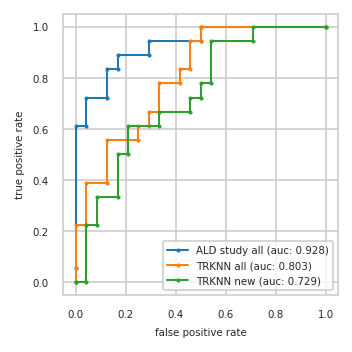 1.0
0.8
0.6
0.4
0.2
0.0
true positive rate
ALD study all (auc: 0.928)
TRKNN all (auc: 0.803)
TRKNN new (auc: 0.729)
0.0 0.2 0.4 0.6 0.8 1.0
false positive rate